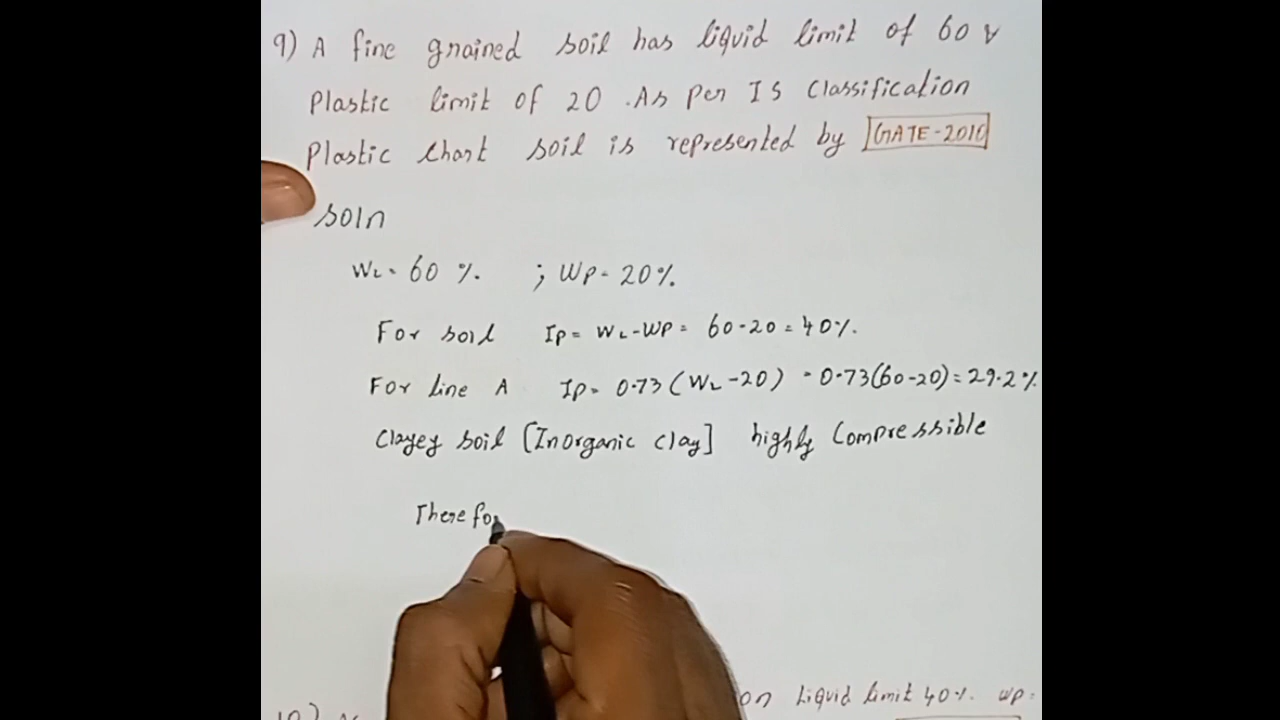 9) A fine grained soil has liquid limit of 60 &
Plastic limit of 20 .As per IS Classification
Plastic Chart soil is represented by GATE-2010
Soln
WL = 60 % ; WP = 20%.
For soil Ip = WL-WP = 60-20 = 40%.
For line A Ip = 0.73(WL-20) = 0.73(60-20) = 29.2%
Clayey soil [Inorganic clay] highly Compressible
Therefo
on liquid limit 40%. WP=
10)